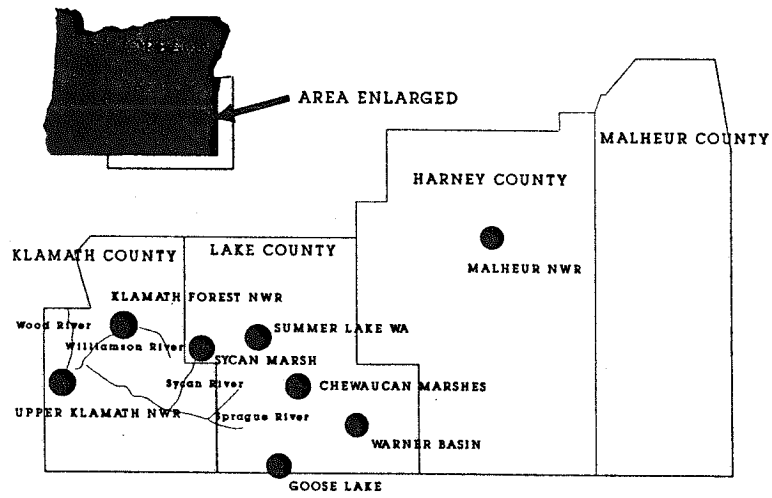 OREGON
AREA ENLARGED
MALHEUR COUNTY
HARNEY COUNTY
LAKE COUNTY
KLAMATH COUNTY
MALHEUR NWR
KLAMATH FOREST NWR
Wood River
SUMMER LAKE WA
Williamson River
SYCAN MARSH
Sycan River
CHEWAUCAN MARSHES
UPPER KLAMATH NWR
Sprague River
WARNER BASIN
GOOSE LAKE